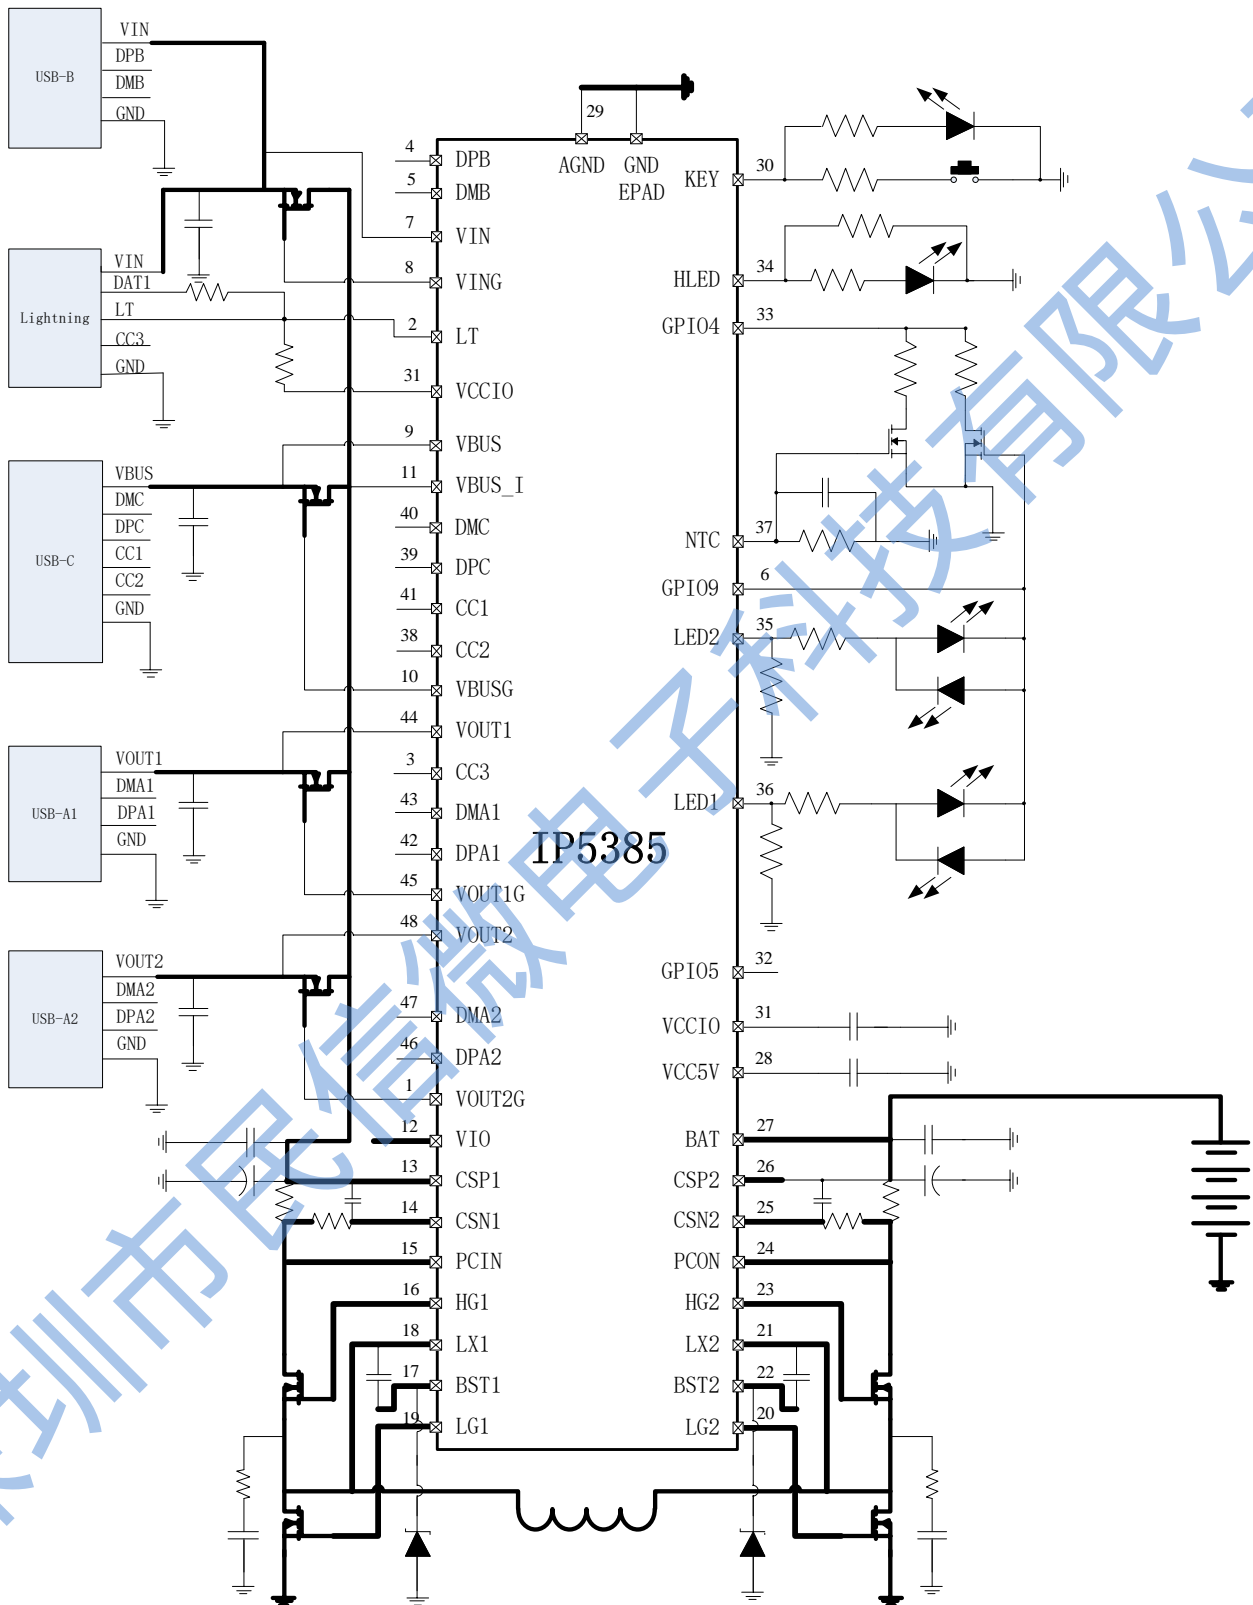 USB-B
VIN
DPB
DMB
GND
Lightning
VIN
DAT1
LT
CC3
GND
USB-C
VBUS
DMC
DPC
CC1
CC2
GND
USB-A1
VOUT1
DMA1
DPA1
GND
USB-A2
VOUT2
DMA2
DPA2
GND
29
AGND
GND
EPAD
4 DPB
5 DMB
7 VIN
8 VING
2 LT
31 VCCIO
9 VBUS
11 VBUS_I
40 DMC
39 DPC
41 CC1
38 CC2
10 VBUSG
44 VOUT1
3 CC3
43 DMA1
42 DPA1
45 VOUT1G
48 VOUT2
47 DMA2
46 DPA2
1 VOUT2G
12 VIO
13 CSP1
14 CSN1
15 PCIN
16 HG1
18 LX1
17 BST1
19 LG1
IP5385
KEY 30
HLED 34
GPIO4 33
NTC 37
GPIO9 6
LED2 35
LED1 36
GPIO5 32
VCCIO 31
VCC5V 28
BAT 27
CSP2 26
CSN2 25
PCON 24
HG2 23
LX2 21
BST2 22
LG2 20
圳市民信微电子科技有限公